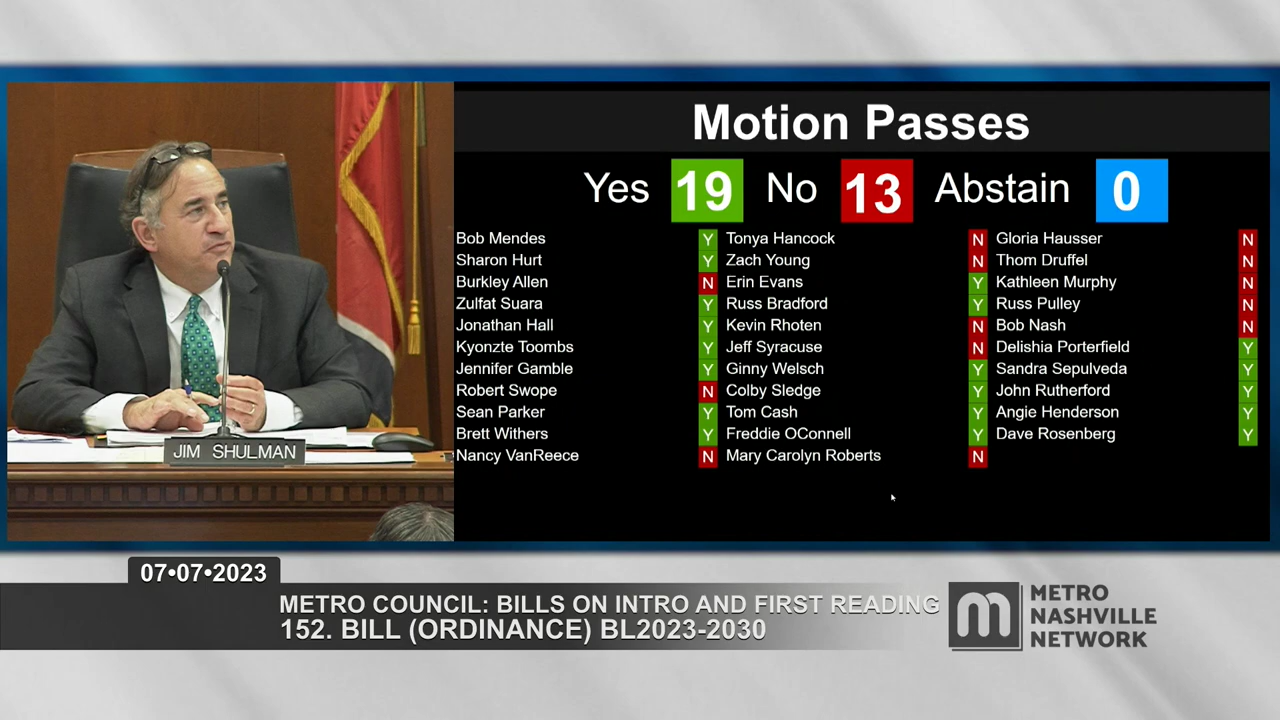 Motion Passes
Yes 19 No 13 Abstain 0
Bob Mendes Y Tonya Hancock N Gloria Hausser N
Sharon Hurt Y Zach Young N Thom Druffel N
Burkley Allen N Erin Evans Y Kathleen Murphy N
Zulfat Suara Y Russ Bradford Y Russ Pulley N
Jonathan Hall Y Kevin Rhoten N Bob Nash N
Kyonzte Toombs Y Jeff Syracuse N Delishia Porterfield Y
Jennifer Gamble Y Ginny Welsch Y Sandra Sepulveda Y
Robert Swope N Colby Sledge Y John Rutherford Y
Sean Parker Y Tom Cash Y Angie Henderson Y
Brett Withers Y Freddie OConnell Y Dave Rosenberg Y
Nancy VanReece N Mary Carolyn Roberts N
JIM SHULMAN
07•07•2023
METRO COUNCIL: BILLS ON INTRO AND FIRST READING
152. BILL (ORDINANCE) BL2023-2030
m METRO
NASHVILLE
NETWORK